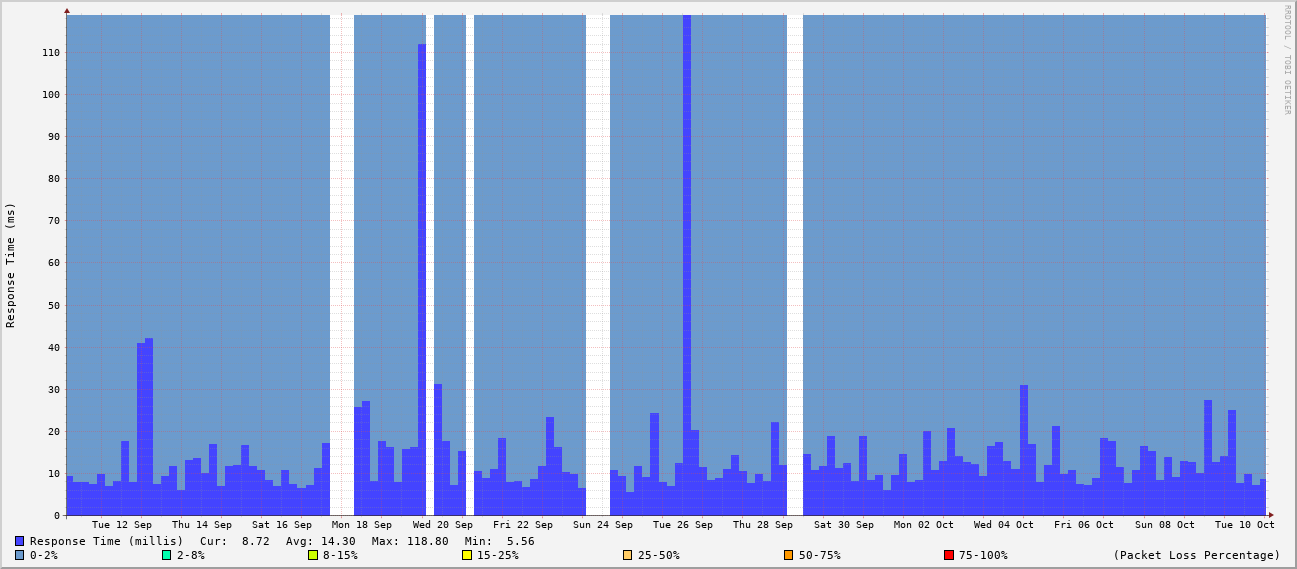 RRDTOOL / TOBI OETIKER
Response Time (ms)
110
100
90
80
70
60
50
40
30
20
10
0
Tue 12 Sep Thu 14 Sep Sat 16 Sep Mon 18 Sep Wed 20 Sep Fri 22 Sep Sun 24 Sep Tue 26 Sep Thu 28 Sep Sat 30 Sep Mon 02 Oct Wed 04 Oct Fri 06 Oct Sun 08 Oct Tue 10 Oct
Response Time (millis) Cur: 8.72 Avg: 14.30 Max: 118.80 Min: 5.56
0-2% 2-8% 8-15% 15-25% 25-50% 50-75% 75-100% (Packet Loss Percentage)